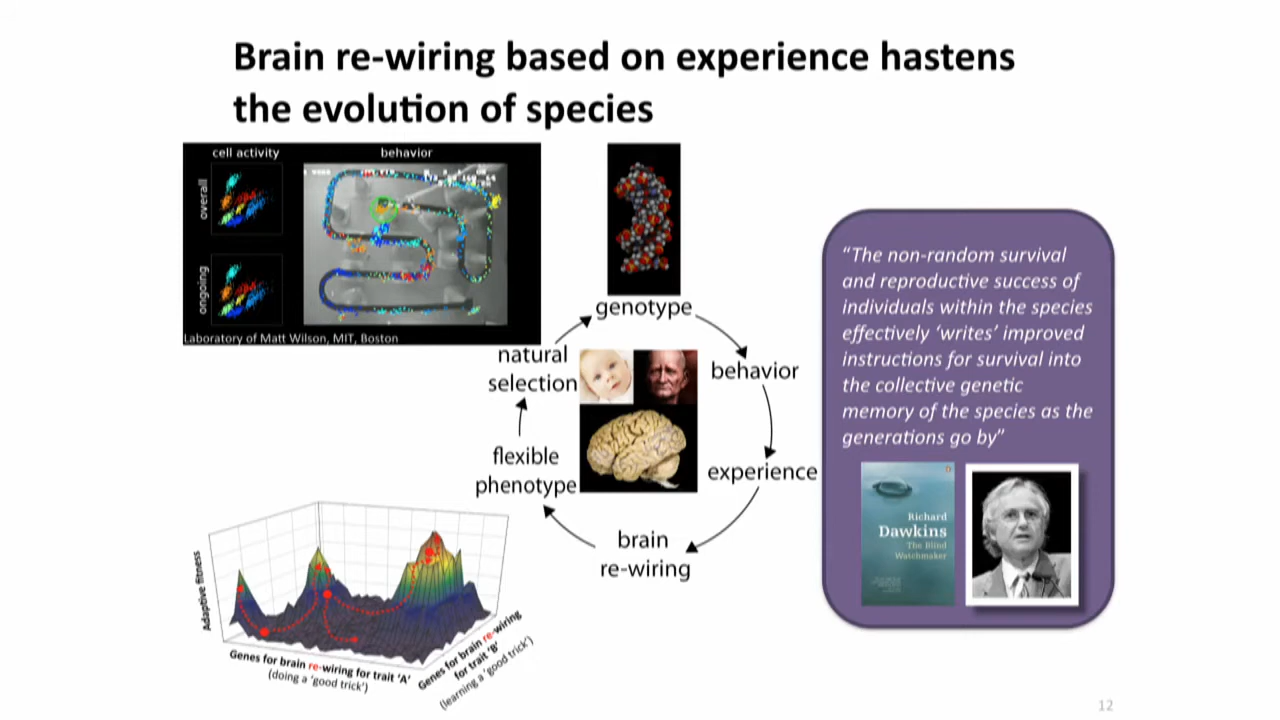 Brain re-wiring based on experience hastens
the evolution of species
cell activity
behavior
overall
ongoing
Laboratory of Matt Wilson, MIT, Boston
genotype
behavior
experience
brain
re-wiring
flexible
phenotype
natural
selection
“The non-random survival
and reproductive success of
individuals within the species
effectively ‘writes’ improved
instructions for survival into
the collective genetic
memory of the species as the
generations go by”
Richard
Dawkins
The Blind
Watchmaker
Adaptive fitness
Genes for brain re-wiring for trait ‘A’
(doing a ‘good trick’)
Genes for brain re-wiring
for trait ‘B’
(learning a ‘good trick’)
12